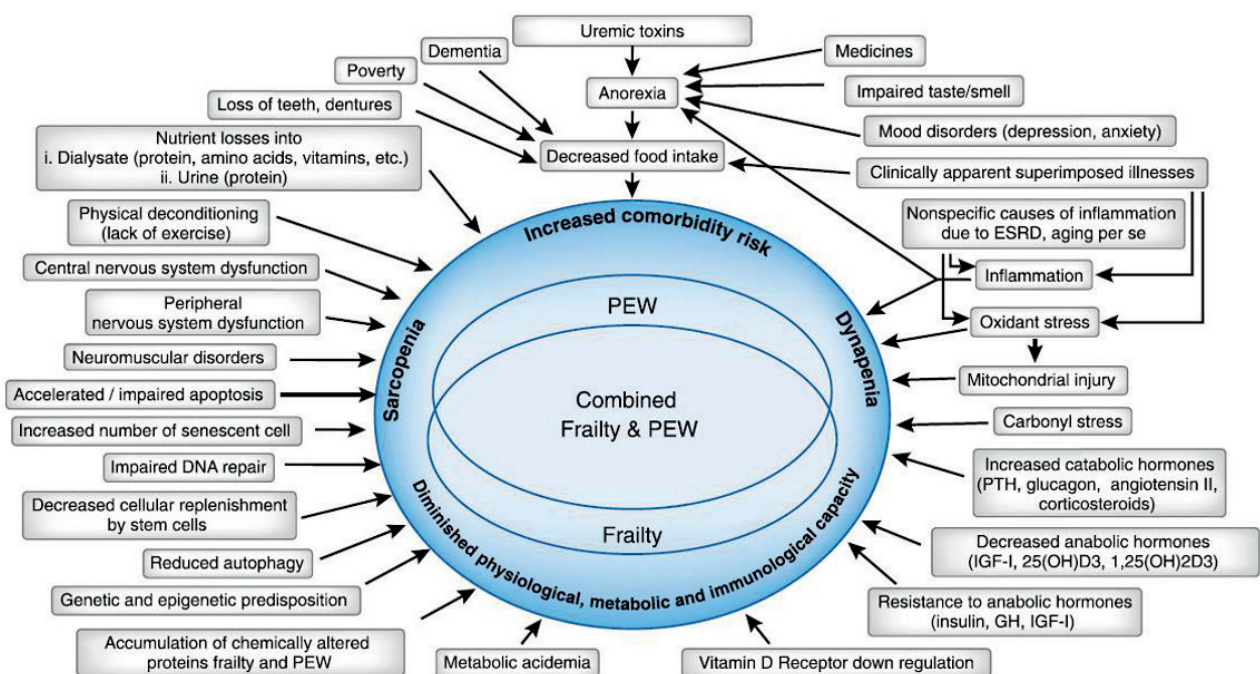 Uremic toxins
Dementia
Medicines
Poverty
Anorexia
Impaired taste/smell
Loss of teeth, dentures
Mood disorders (depression, anxiety)
Nutrient losses into
i. Dialysate (protein, amino acids, vitamins, etc.)
ii. Urine (protein)
Decreased food intake
Clinically apparent superimposed illnesses
Physical deconditioning
(lack of exercise)
Nonspecific causes of inflammation
due to ESRD, aging per se
Central nervous system dysfunction
Inflammation
Peripheral
nervous system dysfunction
Oxidant stress
Neuromuscular disorders
Mitochondrial injury
Accelerated / impaired apoptosis
Carbonyl stress
Increased number of senescent cell
Impaired DNA repair
Increased catabolic hormones
(PTH, glucagon, angiotensin II,
corticosteroids)
Decreased cellular replenishment
by stem cells
Decreased anabolic hormones
(IGF-I, 25(OH)D3, 1,25(OH)2D3)
Reduced autophagy
Genetic and epigenetic predisposition
Resistance to anabolic hormones
(insulin, GH, IGF-I)
Accumulation of chemically altered
proteins frailty and PEW
Metabolic acidemia
Vitamin D Receptor down regulation
Increased comorbidity risk
Sarcopenia
Dynapenia
PEW
Combined
Frailty & PEW
Frailty
Diminished physiological, metabolic and immunological capacity